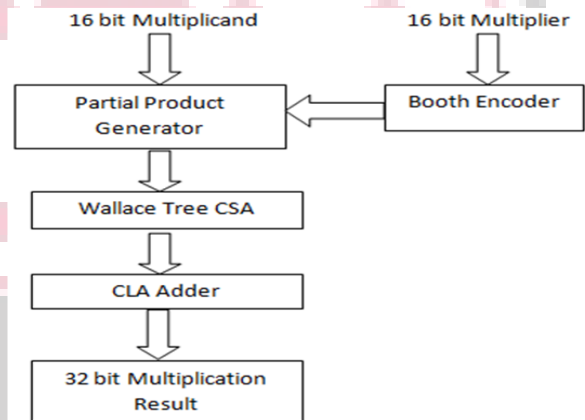 16 bit Multiplicand
16 bit Multiplier
Partial Product
Generator
Booth Encoder
Wallace Tree CSA
CLA Adder
32 bit Multiplication
Result